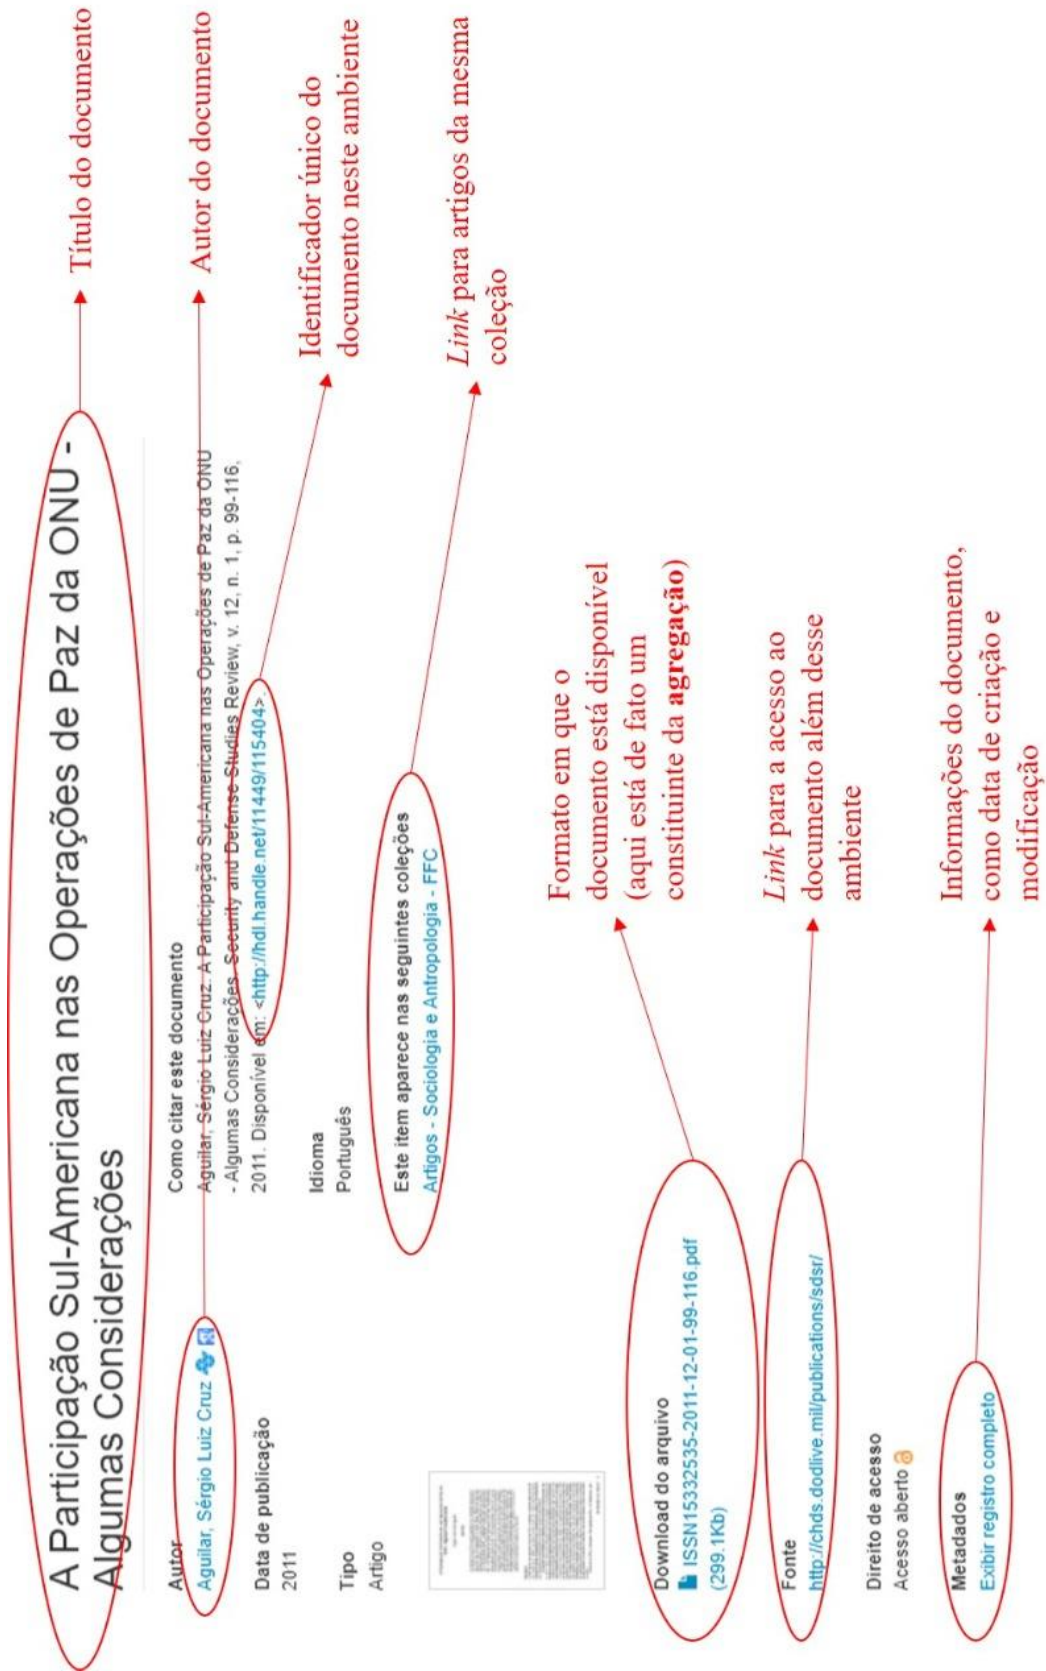 A Participação Sul-Americana nas Operações de Paz da ONU -
Algumas Considerações
Título do documento
Autor
Aguilar, Sérgio Luiz Cruz
Autor do documento
Data de publicação
2011
Tipo
Artigo
Como citar este documento
Aguilar, Sérgio Luiz Cruz. A Participação Sul-Americana nas Operações de Paz da ONU
- Algumas Considerações. Security and Defense Studies Review, v. 12, n. 1, p. 99-116,
2011. Disponível em: <http://hdl.handle.net/11449/115404>.
Identificador único do
documento neste ambiente
Idioma
Português
Este item aparece nas seguintes coleções
Artigos - Sociologia e Antropologia - FFC
Link para artigos da mesma
coleção
Download do arquivo
ISSN15332535-2011-12-01-99-116.pdf
(299.1Kb)
Formato em que o
documento está disponível
(aqui está de fato um
constituinte da agregação)
Fonte
http://chds.dodlive.mil/publications/sdsr/
Link para a acesso ao
documento além desse
ambiente
Direito de acesso
Acesso aberto
Metadados
Exibir registro completo
Informações do documento,
como data de criação e
modificação